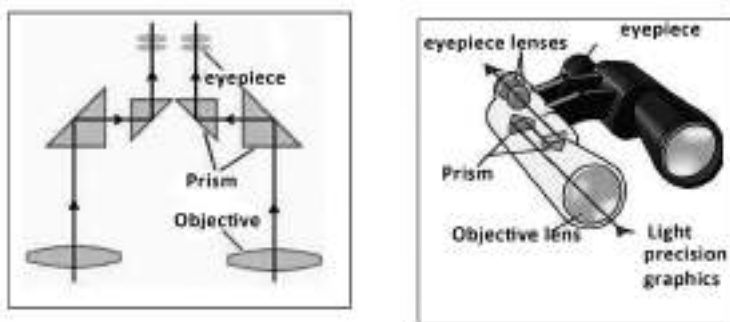 eyepiece
Prism
Objective
eyepiece lenses
eyepiece
Prism
Objective lens
Light
precision
graphics